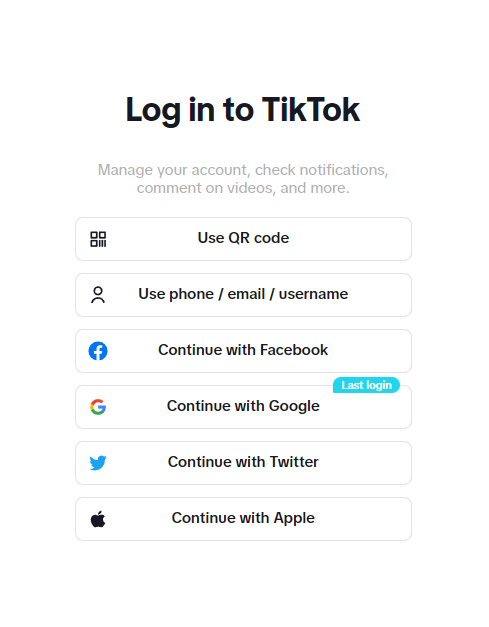 Log in to TikTok
Manage your account, check notifications,
comment on videos, and more.
Use QR code
Use phone / email / username
Continue with Facebook
Last login
Continue with Google
Continue with Twitter
Continue with Apple